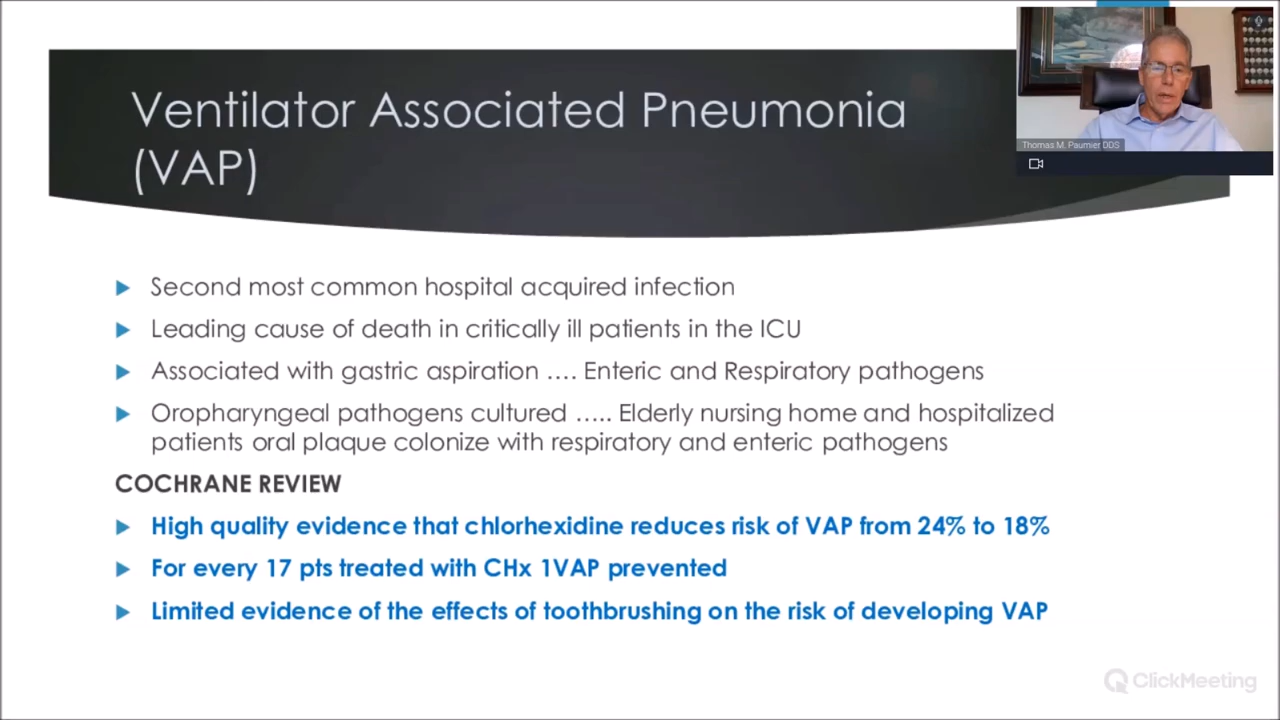 Ventilator Associated Pneumonia
(VAP)
Thomas M. Paumier DDS
Second most common hospital acquired infection
Leading cause of death in critically ill patients in the ICU
Associated with gastric aspiration .... Enteric and Respiratory pathogens
Oropharyngeal pathogens cultured ..... Elderly nursing home and hospitalized
patients oral plaque colonize with respiratory and enteric pathogens
COCHRANE REVIEW
High quality evidence that chlorhexidine reduces risk of VAP from 24% to 18%
For every 17 pts treated with CHx 1VAP prevented
Limited evidence of the effects of toothbrushing on the risk of developing VAP
ClickMeeting